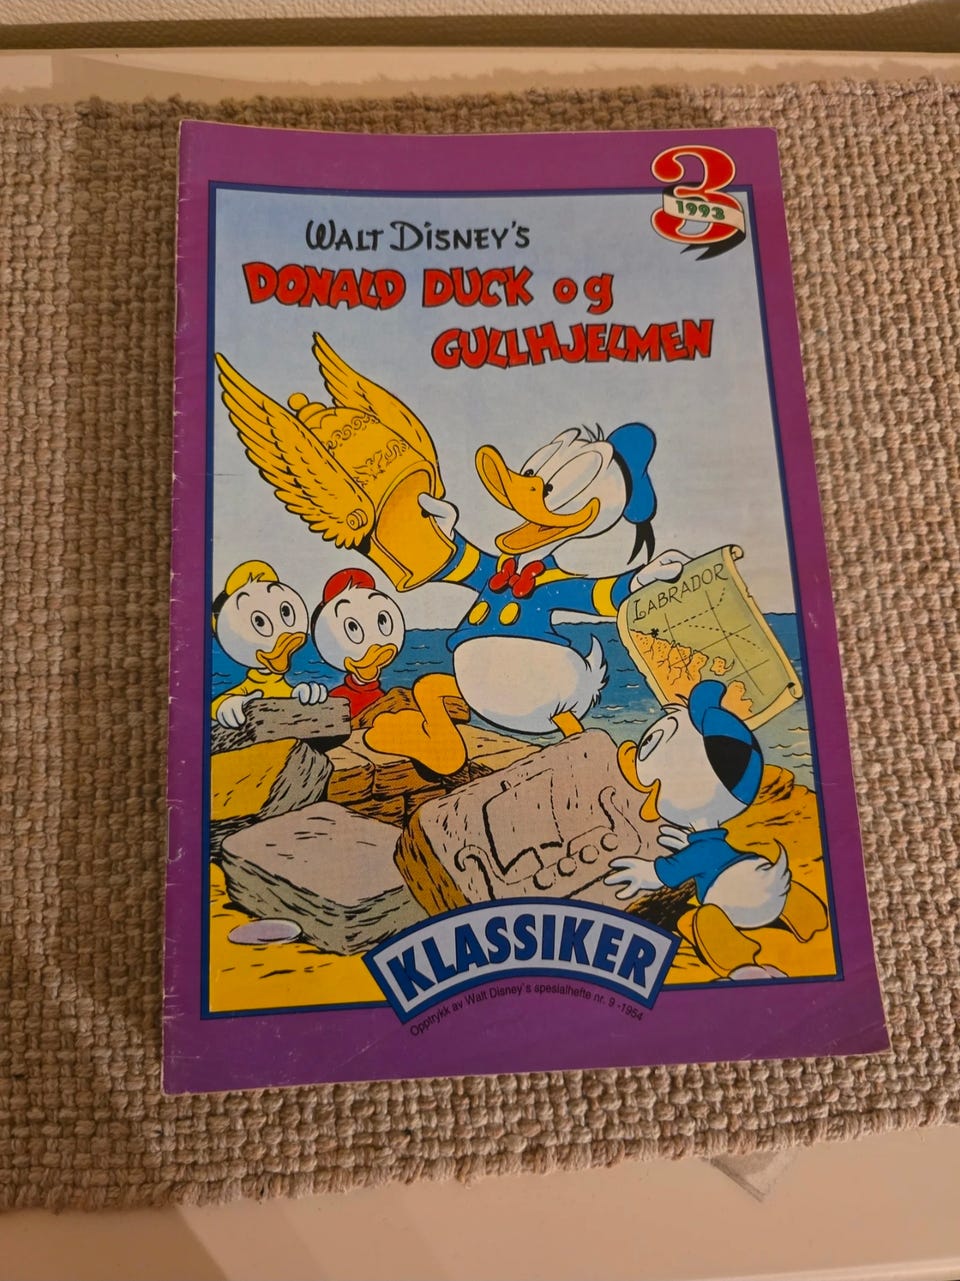 3
1993
WALT DISNEY'S
DONALD DUCK og
GULLHJELMEN
LABRADOR
KLASSIKER
Opptrykk av Walt Disney`s spesialhefte nr. 9 -1954